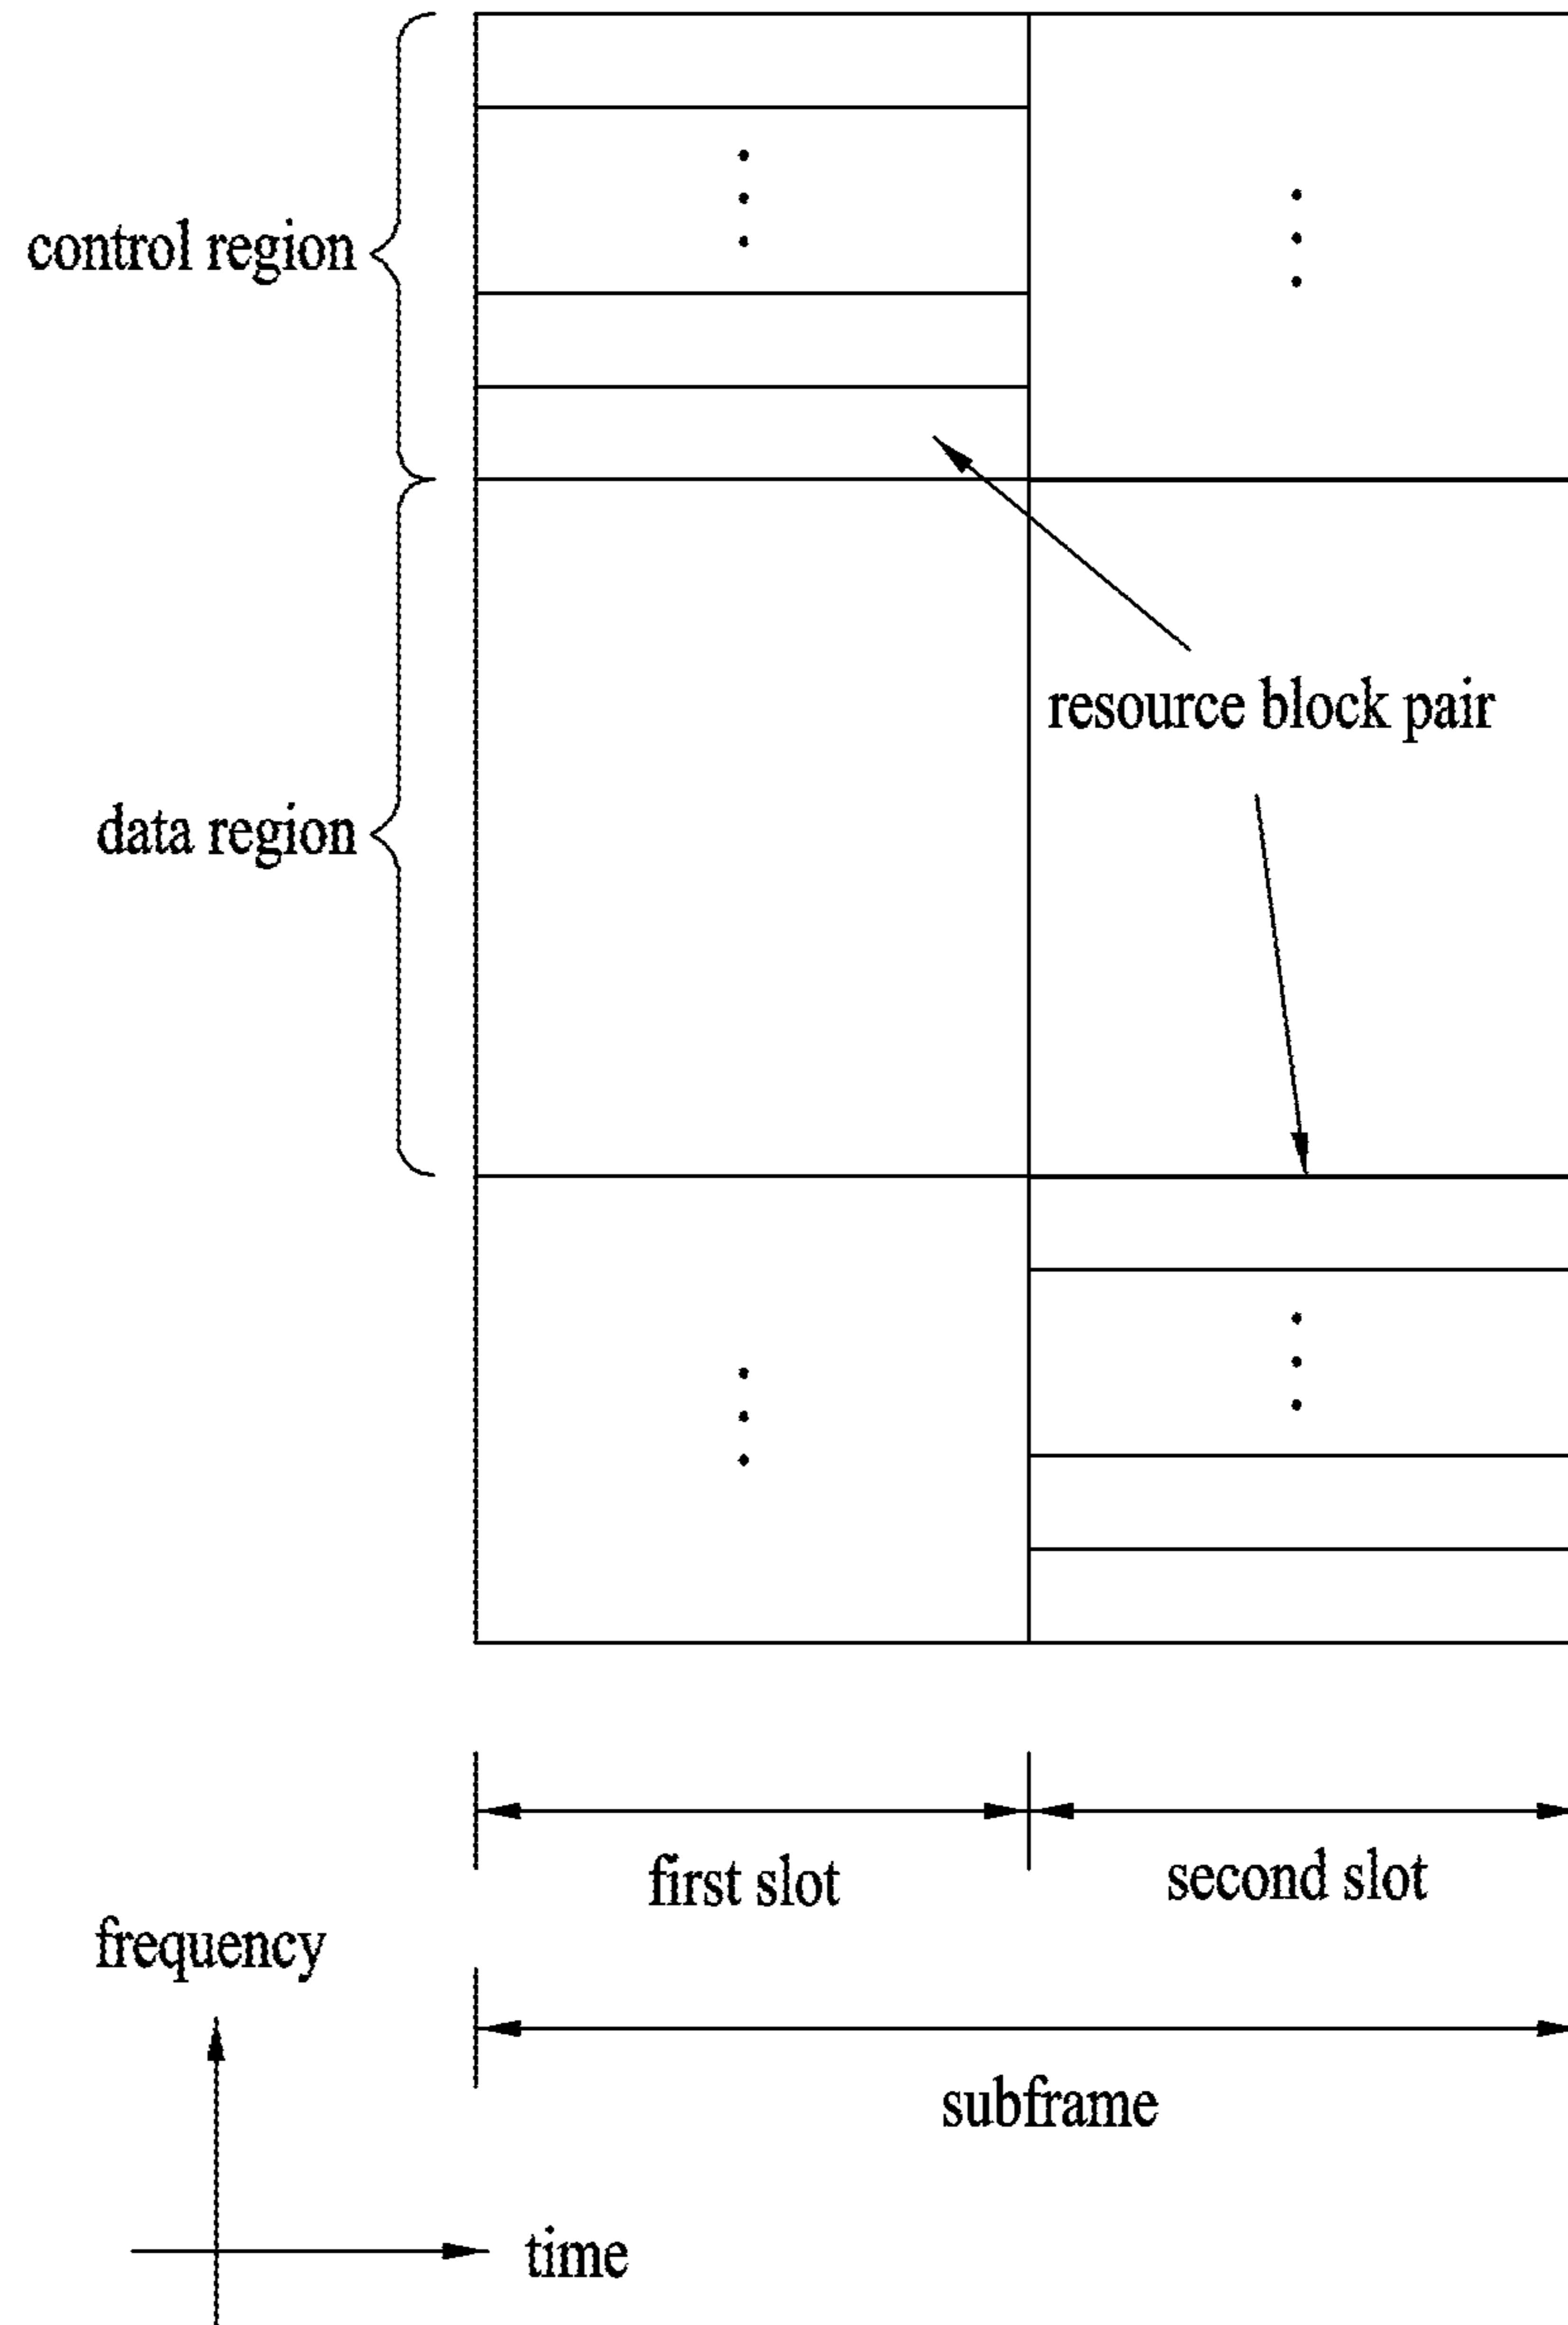 control region
resource block pair
data region
first slot
second slot
frequency
subframe
time